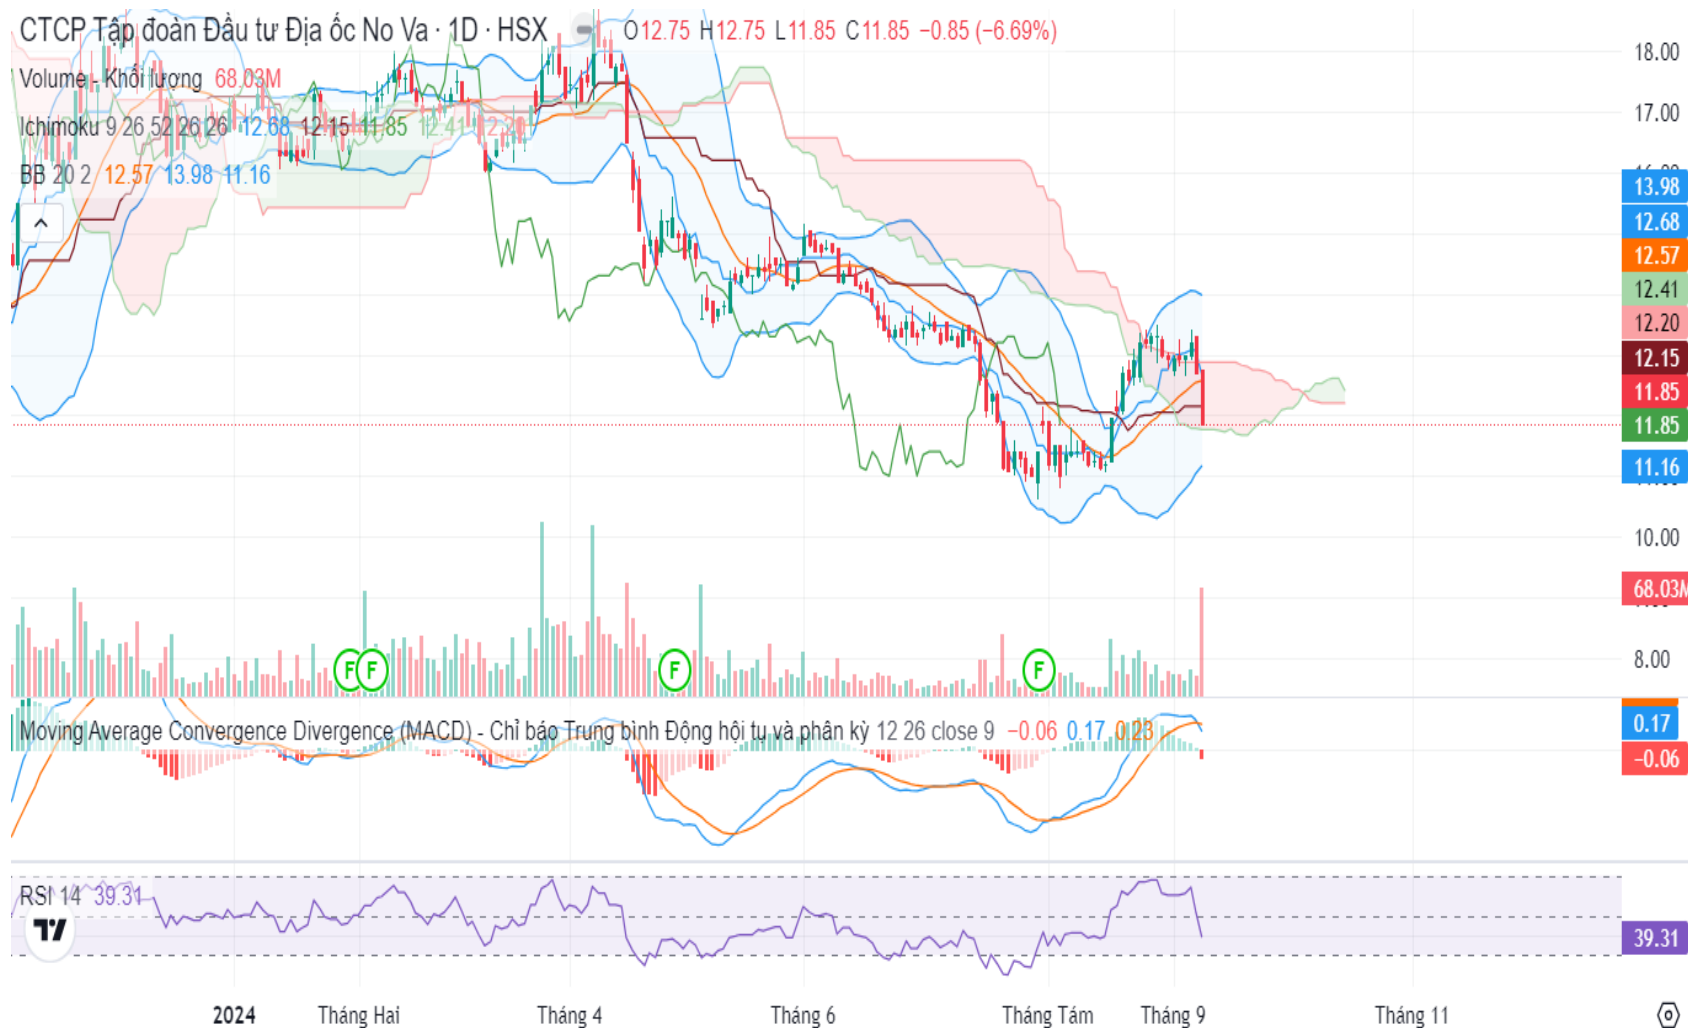 CTCP Tập đoàn Đầu tư Địa ốc No Va · 1D · HSX O12.75 H12.75 L11.85 C11.85 −0.85 (−6.69%)
Volume - Khối lượng 68.03M
Ichimoku 9 26 52 26 26 12.68 12.15 11.85 12.41 12.20
BB 20 2 12.57 13.98 11.16
18.00
17.00
13.98
12.68
12.57
12.41
12.20
12.15
11.85
11.85
11.16
10.00
68.03M
8.00
F F F F
Moving Average Convergence Divergence (MACD) - Chỉ báo Trung bình Động hội tụ và phân kỳ 12 26 close 9 −0.06 0.17 0.23
0.17
−0.06
RSI 14 39.31
39.31
2024 Tháng Hai Tháng 4 Tháng 6 Tháng Tám Tháng 9 Tháng 11